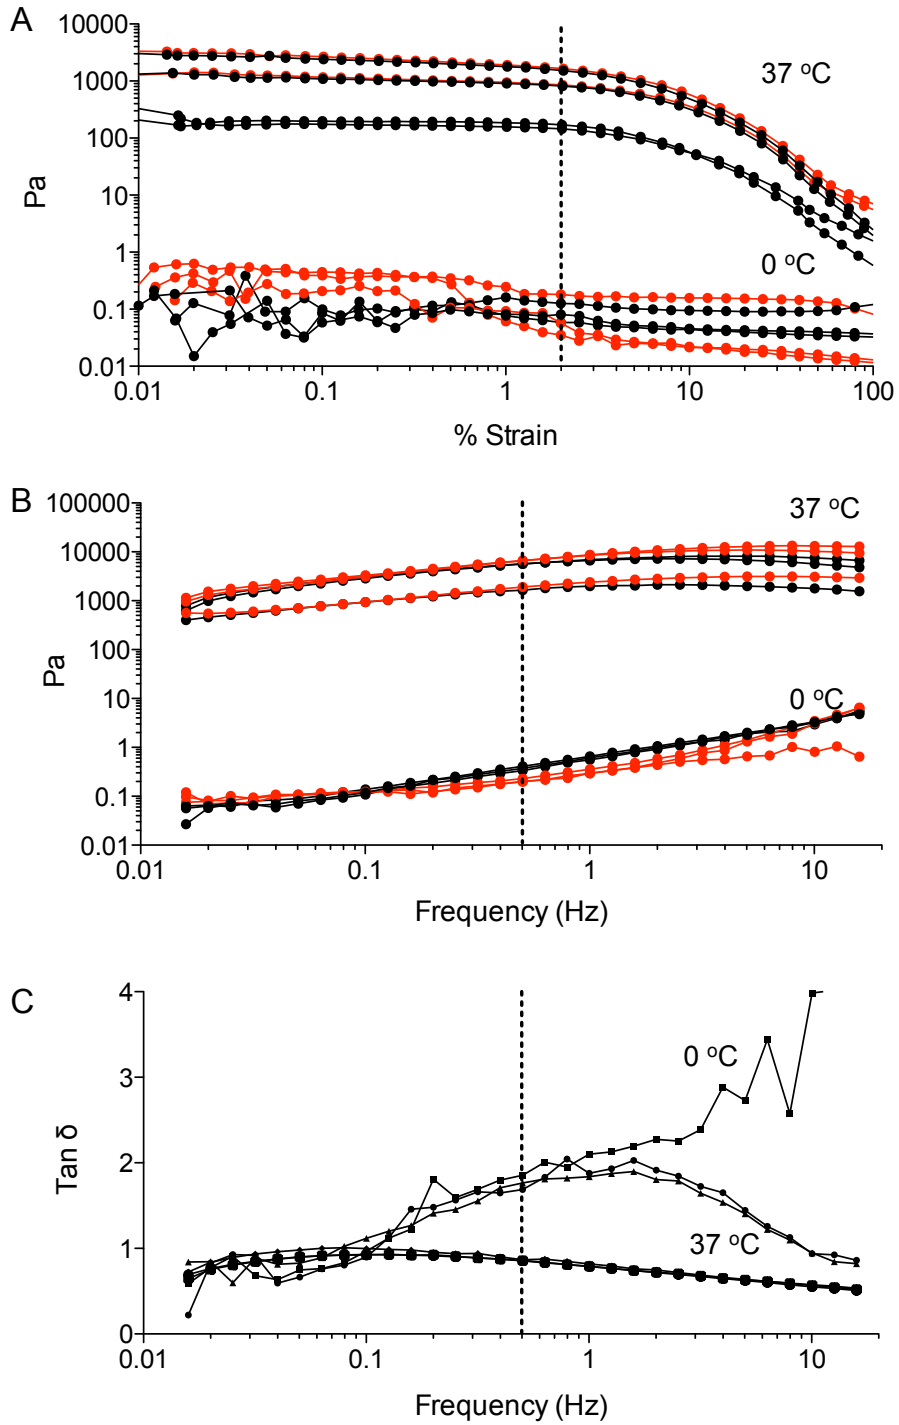 A
10000
1000
100
10
1
0.1
0.01
Pa
37 °C
0 °C
0.01 0.1 1 10 100
% Strain
B
100000
10000
1000
100
10
1
0.1
0.01
Pa
37 °C
0 °C
0.01 0.1 1 10
Frequency (Hz)
C
4
3
2
1
0
Tan δ
0 °C
37 °C
0.01 0.1 1 10
Frequency (Hz)